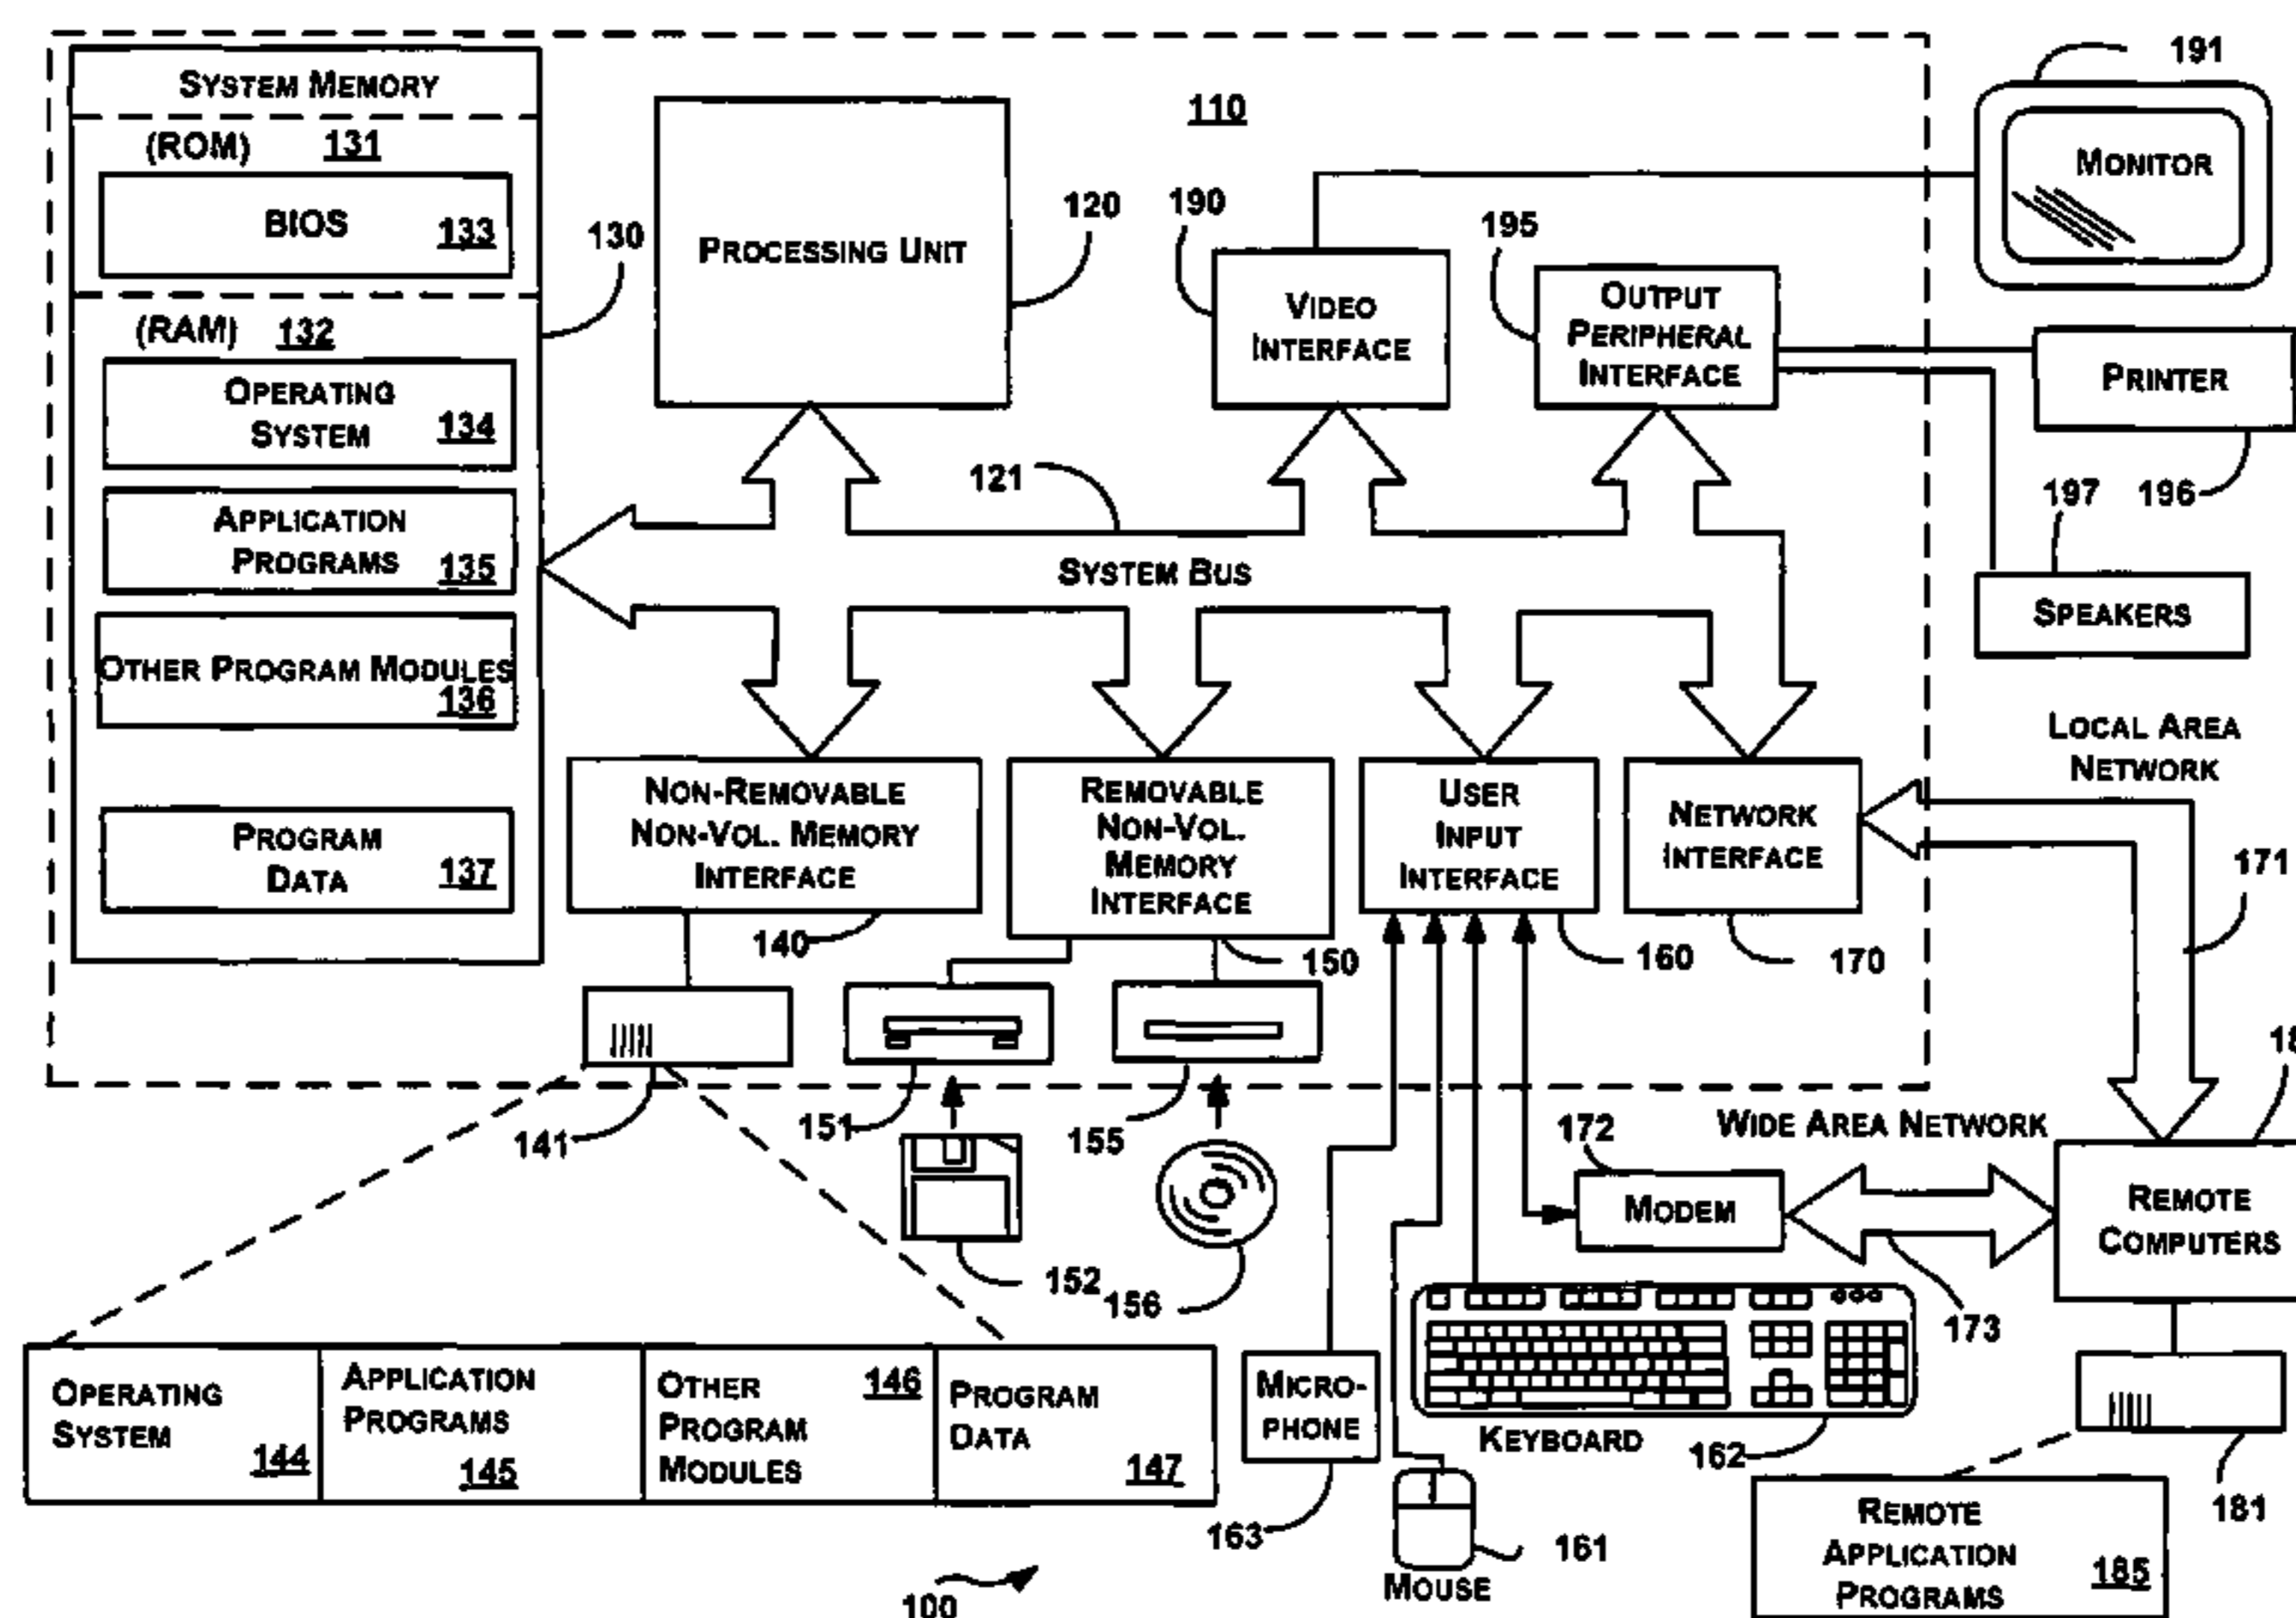 SYSTEM MEMORY
(ROM) 131
BIOS 133
(RAM) 132
OPERATING
SYSTEM 134
APPLICATION
PROGRAMS 135
OTHER PROGRAM MODULES
136
PROGRAM
DATA 137
130
PROCESSING UNIT
120
110
190
VIDEO
INTERFACE
195
OUTPUT
PERIPHERAL
INTERFACE
191
MONITOR
PRINTER
196
197
SPEAKERS
121
SYSTEM BUS
NON-REMOVABLE
NON-VOL. MEMORY
INTERFACE
140
REMOVABLE
NON-VOL.
MEMORY
INTERFACE
150
USER
INPUT
INTERFACE
160
NETWORK
INTERFACE
170
LOCAL AREA
NETWORK
171
141
151
152
155
156
172
MODEM
WIDE AREA NETWORK
173
REMOTE
COMPUTERS
181
OPERATING
SYSTEM
144
APPLICATION
PROGRAMS
145
OTHER
PROGRAM
MODULES
146
PROGRAM
DATA
147
MICRO-
PHONE
163
KEYBOARD
162
MOUSE
161
REMOTE
APPLICATION
PROGRAMS
185
100